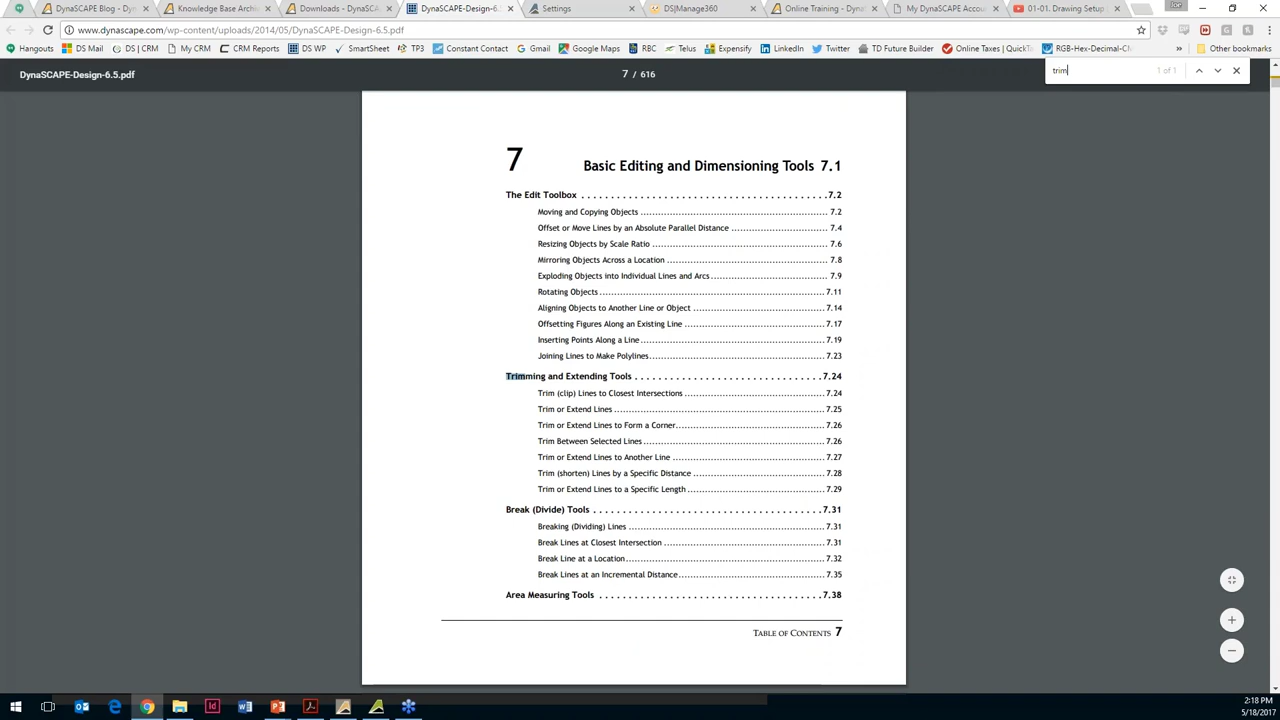 DynaSCAPE Blog - Dyna
Knowledge Base Archi
Downloads - DynaSCA
DynaSCAPE-Design-6.5
Settings
DS|Manage360
Online Training - DynaS
My DynaSCAPE Accou
01-01. Drawing Setup
www.dynascape.com/wp-content/uploads/2014/05/DynaSCAPE-Design-6.5.pdf
Hangouts DS Mail DS | CRM My CRM CRM Reports DS WP SmartSheet TP3 Constant Contact Gmail Google Maps RBC Telus Expensify LinkedIn Twitter TD Future Builder Online Taxes (QuickT RGB-Hex-Decimal-Ch » Other bookmarks
DynaSCAPE-Design-6.5.pdf
7 / 616
trim 1 of 1
7 Basic Editing and Dimensioning Tools 7.1
The Edit Toolbox . . . . . . . . . . . . . . . . . . . . . . . . . . . . . . . . . . . 7.2
Moving and Copying Objects ............................................................... 7.2
Offset or Move Lines by an Absolute Parallel Distance ................................ 7.4
Resizing Objects by Scale Ratio ........................................................... 7.6
Mirroring Objects Across a Location ...................................................... 7.8
Exploding Objects into Individual Lines and Arcs ....................................... 7.9
Rotating Objects ........................................................................... 7.11
Aligning Objects to Another Line or Object ............................................ 7.14
Offsetting Figures Along an Existing Line ............................................... 7.17
Inserting Points Along a Line ............................................................. 7.19
Joining Lines to Make Polylines ........................................................... 7.23
Trimming and Extending Tools . . . . . . . . . . . . . . . . . . . . . . . . . . . 7.24
Trim (clip) Lines to Closest Intersections ............................................... 7.24
Trim or Extend Lines ...................................................................... 7.25
Trim or Extend Lines to Form a Corner .................................................. 7.26
Trim Between Selected Lines ............................................................. 7.26
Trim or Extend Lines to Another Line ................................................... 7.27
Trim (shorten) Lines by a Specific Distance ............................................ 7.28
Trim or Extend Lines to a Specific Length .............................................. 7.29
Break (Divide) Tools . . . . . . . . . . . . . . . . . . . . . . . . . . . . . . . . 7.31
Breaking (Dividing) Lines ................................................................. 7.31
Break Lines at Closest Intersection ...................................................... 7.31
Break Line at a Location .................................................................. 7.32
Break Lines at an Incremental Distance ................................................. 7.35
Area Measuring Tools . . . . . . . . . . . . . . . . . . . . . . . . . . . . . . . 7.38
TABLE OF CONTENTS 7
2:18 PM
5/18/2017